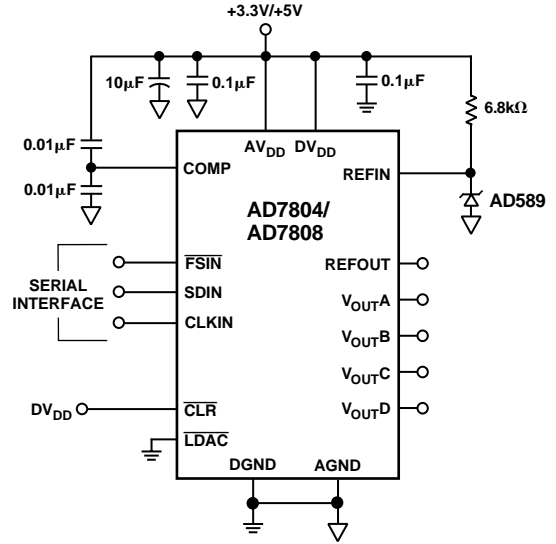 +3.3V/+5V
10µF
0.1µF
0.1µF
6.8kΩ
0.01µF
0.01µF
AVDD DVDD
COMP
REFIN
AD589
AD7804/
AD7808
FSIN
SDIN
CLKIN
SERIAL
INTERFACE
REFOUT
VOUTA
VOUTB
VOUTC
VOUTD
DVDD
CLR
LDAC
DGND AGND